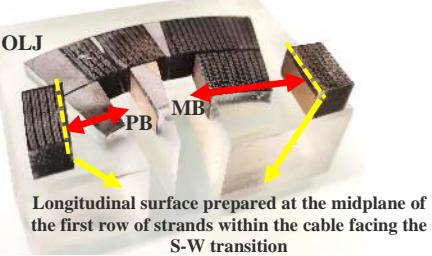 OLJ
PB MB
Longitudinal surface prepared at the midplane of
the first row of strands within the cable facing the
S-W transition